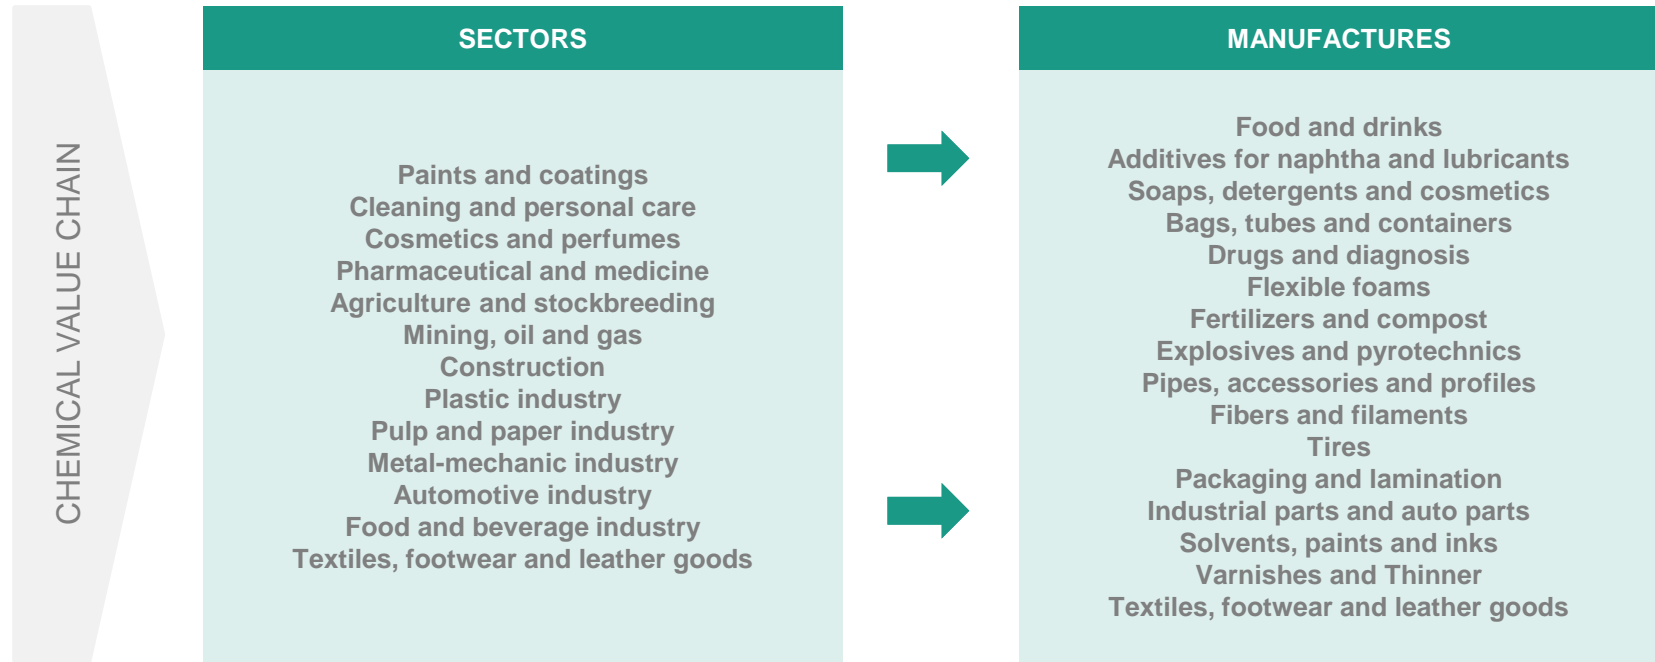 CHEMICAL VALUE CHAIN
SECTORS
Paints and coatings
Cleaning and personal care
Cosmetics and perfumes
Pharmaceutical and medicine
Agriculture and stockbreeding
Mining, oil and gas
Construction
Plastic industry
Pulp and paper industry
Metal-mechanic industry
Automotive industry
Food and beverage industry
Textiles, footwear and leather goods
MANUFACTURES
Food and drinks
Additives for naphtha and lubricants
Soaps, detergents and cosmetics
Bags, tubes and containers
Drugs and diagnosis
Flexible foams
Fertilizers and compost
Explosives and pyrotechnics
Pipes, accessories and profiles
Fibers and filaments
Tires
Packaging and lamination
Industrial parts and auto parts
Solvents, paints and inks
Varnishes and Thinner
Textiles, footwear and leather goods